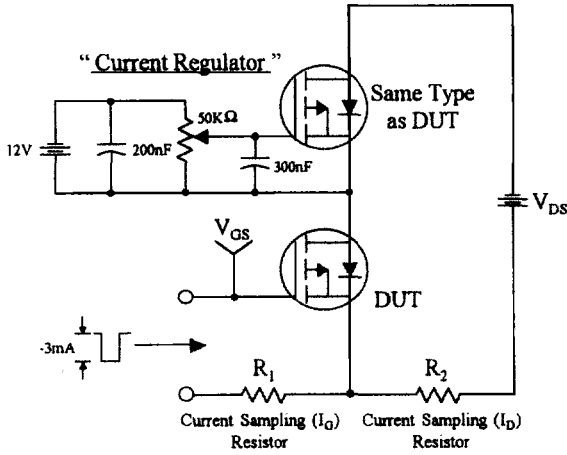 “ Current Regulator ”
Same Type
as DUT
50KΩ
12V
200nF
300nF
V_GS
V_DS
DUT
-3mA
R_1
R_2
Current Sampling (I_G)
Resistor
Current Sampling (I_D)
Resistor